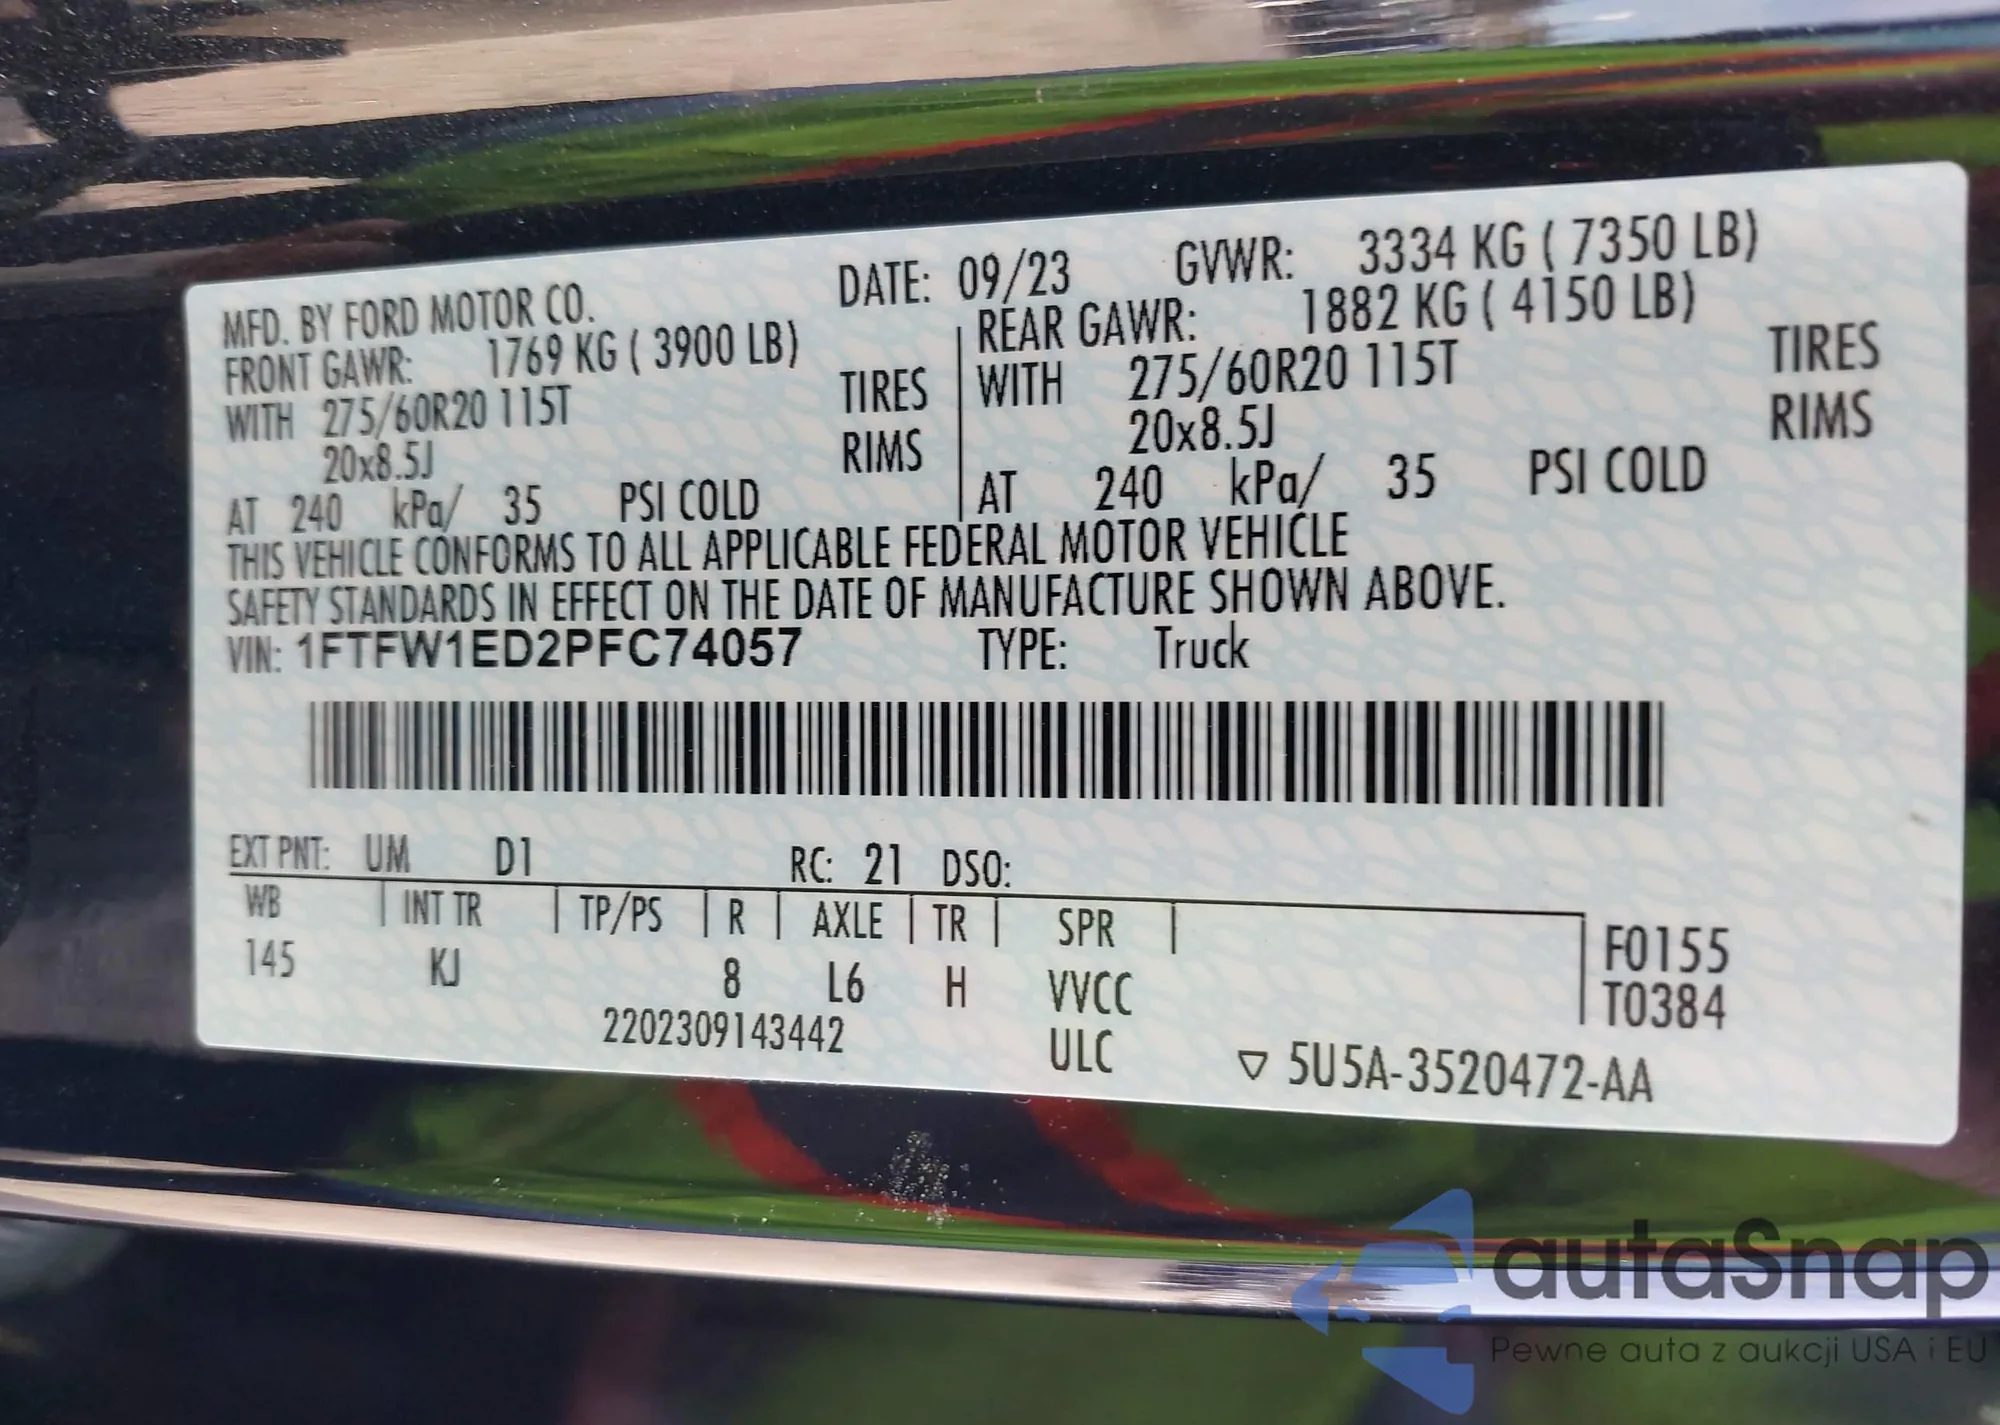 MFD. BY FORD MOTOR CO. DATE: 09/23 GVWR: 3334 KG ( 7350 LB)
FRONT GAWR: 1769 KG ( 3900 LB) REAR GAWR: 1882 KG ( 4150 LB)
WITH 275/60R20 115T TIRES WITH 275/60R20 115T TIRES
20x8.5J RIMS 20x8.5J RIMS
AT 240 kPa/ 35 PSI COLD AT 240 kPa/ 35 PSI COLD
THIS VEHICLE CONFORMS TO ALL APPLICABLE FEDERAL MOTOR VEHICLE
SAFETY STANDARDS IN EFFECT ON THE DATE OF MANUFACTURE SHOWN ABOVE.
VIN: 1FTFW1ED2PFC74057 TYPE: Truck
EXT PNT: UM D1 RC: 21 DSO:
WB INT TR TP/PS R AXLE TR SPR F0155
145 KJ 8 L6 H VVCC T0384
2202309143442 ULC ▽ 5U5A-3520472-AA
autaSnap
Pewne auta z aukcji USA i EU